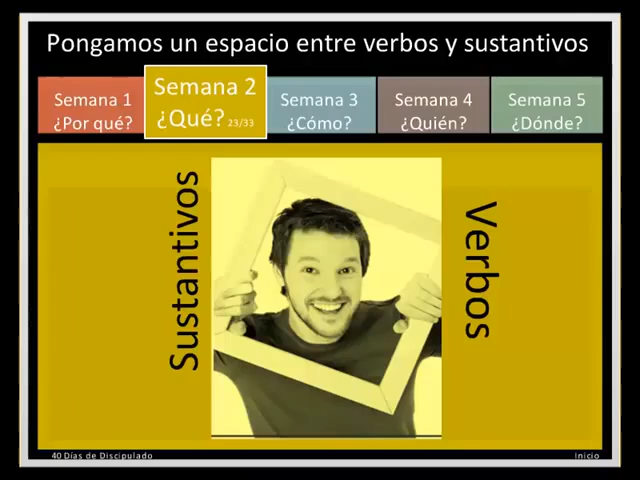 Pongamos un espacio entre verbos y sustantivos
Semana 1
¿Por qué?
Semana 2
¿Qué? 23/33
Semana 3
¿Cómo?
Semana 4
¿Quién?
Semana 5
¿Dónde?
Sustantivos
Verbos
40 Días de Discipulado
Inicio